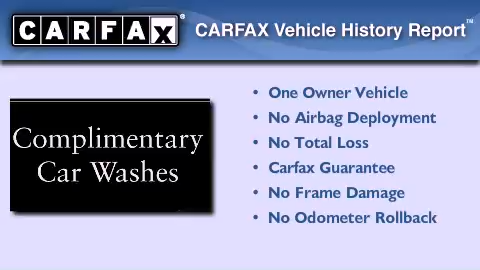 CARFAX® CARFAX Vehicle History Report™
Complimentary
Car Washes
• One Owner Vehicle
• No Airbag Deployment
• No Total Loss
• Carfax Guarantee
• No Frame Damage
• No Odometer Rollback